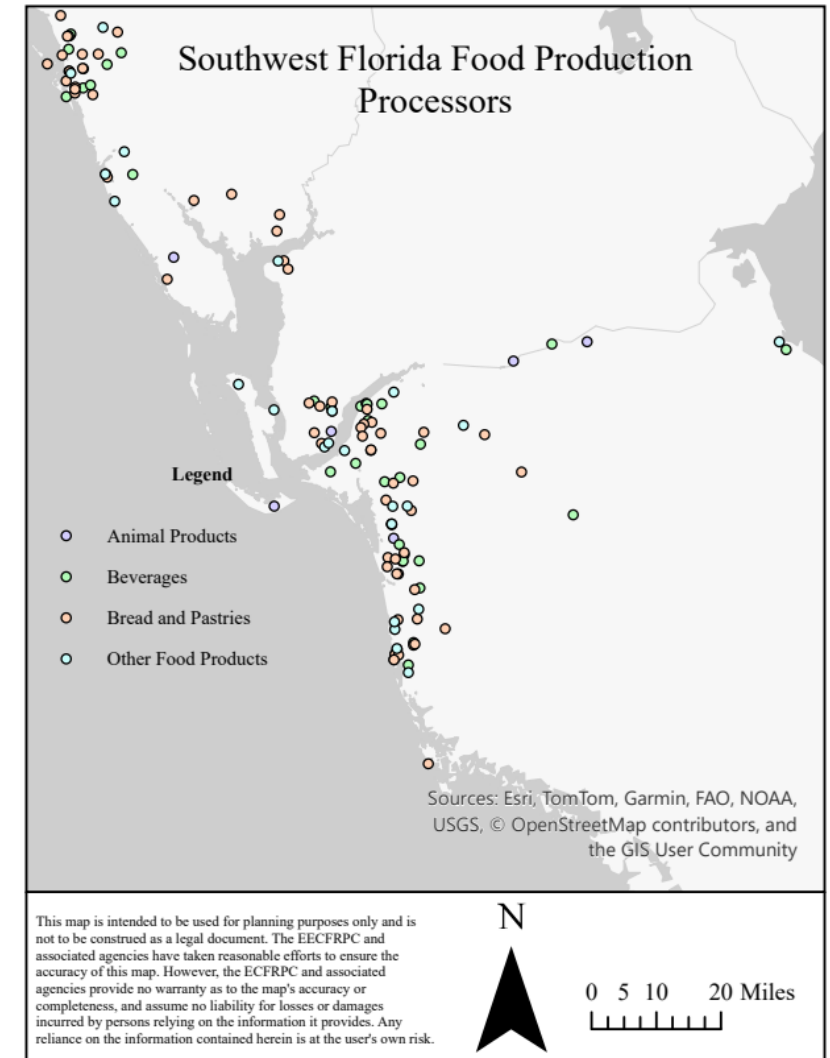 Southwest Florida Food Production
Processors
Legend
Animal Products
Beverages
Bread and Pastries
Other Food Products
Sources: Esri, TomTom, Garmin, FAO, NOAA,
USGS, © OpenStreetMap contributors, and
the GIS User Community
This map is intended to be used for planning purposes only and is
not to be construed as a legal document. The EECFRPC and
associated agencies have taken reasonable efforts to ensure the
accuracy of this map. However, the ECFRPC and associated
agencies provide no warranty as to the map's accuracy or
completeness, and assume no liability for losses or damages
incurred by persons relying on the information it provides. Any
reliance on the information contained herein is at the user's own risk.
N
0 5 10 20 Miles